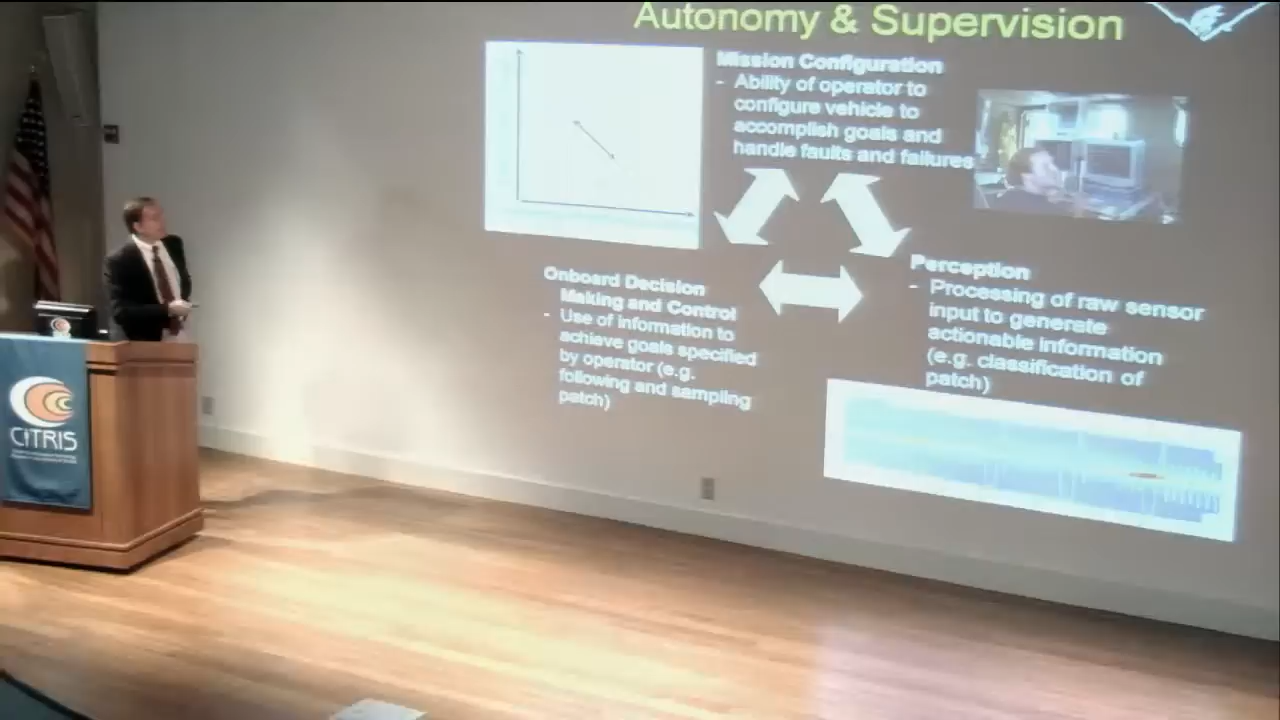 Autonomy & Supervision
Mission Configuration
- Ability of operator to
configure vehicle to
accomplish goals and
handle faults and failures
Onboard Decision
Making and Control
- Use of information to
achieve goals specified
by operator (e.g.
following and sampling
patch)
Perception
- Processing of raw sensor
input to generate
actionable information
(e.g. classification of
patch)
CITRIS